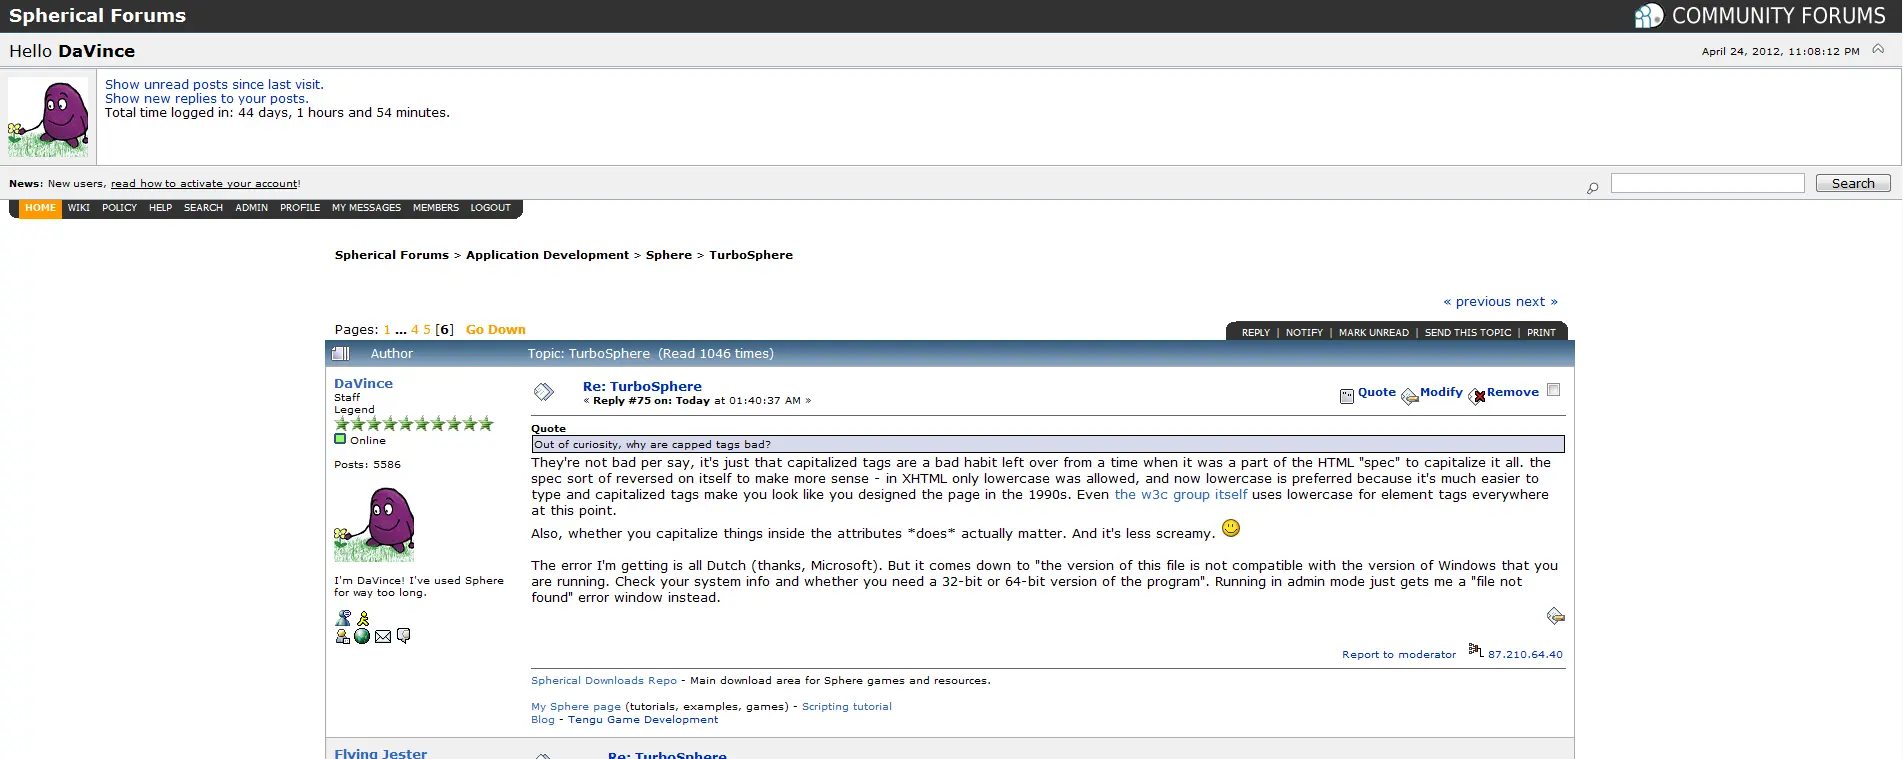 Spherical Forums
COMMUNITY FORUMS
Hello DaVince
April 24, 2012, 11:08:12 PM
Show unread posts since last visit.
Show new replies to your posts.
Total time logged in: 44 days, 1 hours and 54 minutes.
News: New users, read how to activate your account!
Search
HOME WIKI POLICY HELP SEARCH ADMIN PROFILE MY MESSAGES MEMBERS LOGOUT
Spherical Forums > Application Development > Sphere > TurboSphere
« previous next »
Pages: 1 ... 4 5 [6] Go Down
REPLY | NOTIFY | MARK UNREAD | SEND THIS TOPIC | PRINT
Author
Topic: TurboSphere (Read 1046 times)
DaVince
Staff
Legend
Online
Posts: 5586
I'm DaVince! I've used Sphere
for way too long.
Re: TurboSphere
« Reply #75 on: Today at 01:40:37 AM »
Quote Modify Remove
Quote
Out of curiosity, why are capped tags bad?
They're not bad per say, it's just that capitalized tags are a bad habit left over from a time when it was a part of the HTML "spec" to capitalize it all. the
spec sort of reversed on itself to make more sense - in XHTML only lowercase was allowed, and now lowercase is preferred because it's much easier to
type and capitalized tags make you look like you designed the page in the 1990s. Even the w3c group itself uses lowercase for element tags everywhere
at this point.
Also, whether you capitalize things inside the attributes *does* actually matter. And it's less screamy.
The error I'm getting is all Dutch (thanks, Microsoft). But it comes down to "the version of this file is not compatible with the version of Windows that you
are running. Check your system info and whether you need a 32-bit or 64-bit version of the program". Running in admin mode just gets me a "file not
found" error window instead.
Report to moderator 87.210.64.40
Spherical Downloads Repo - Main download area for Sphere games and resources.
My Sphere page (tutorials, examples, games) - Scripting tutorial
Blog - Tengu Game Development
Flying Jester
Re: TurboSphere